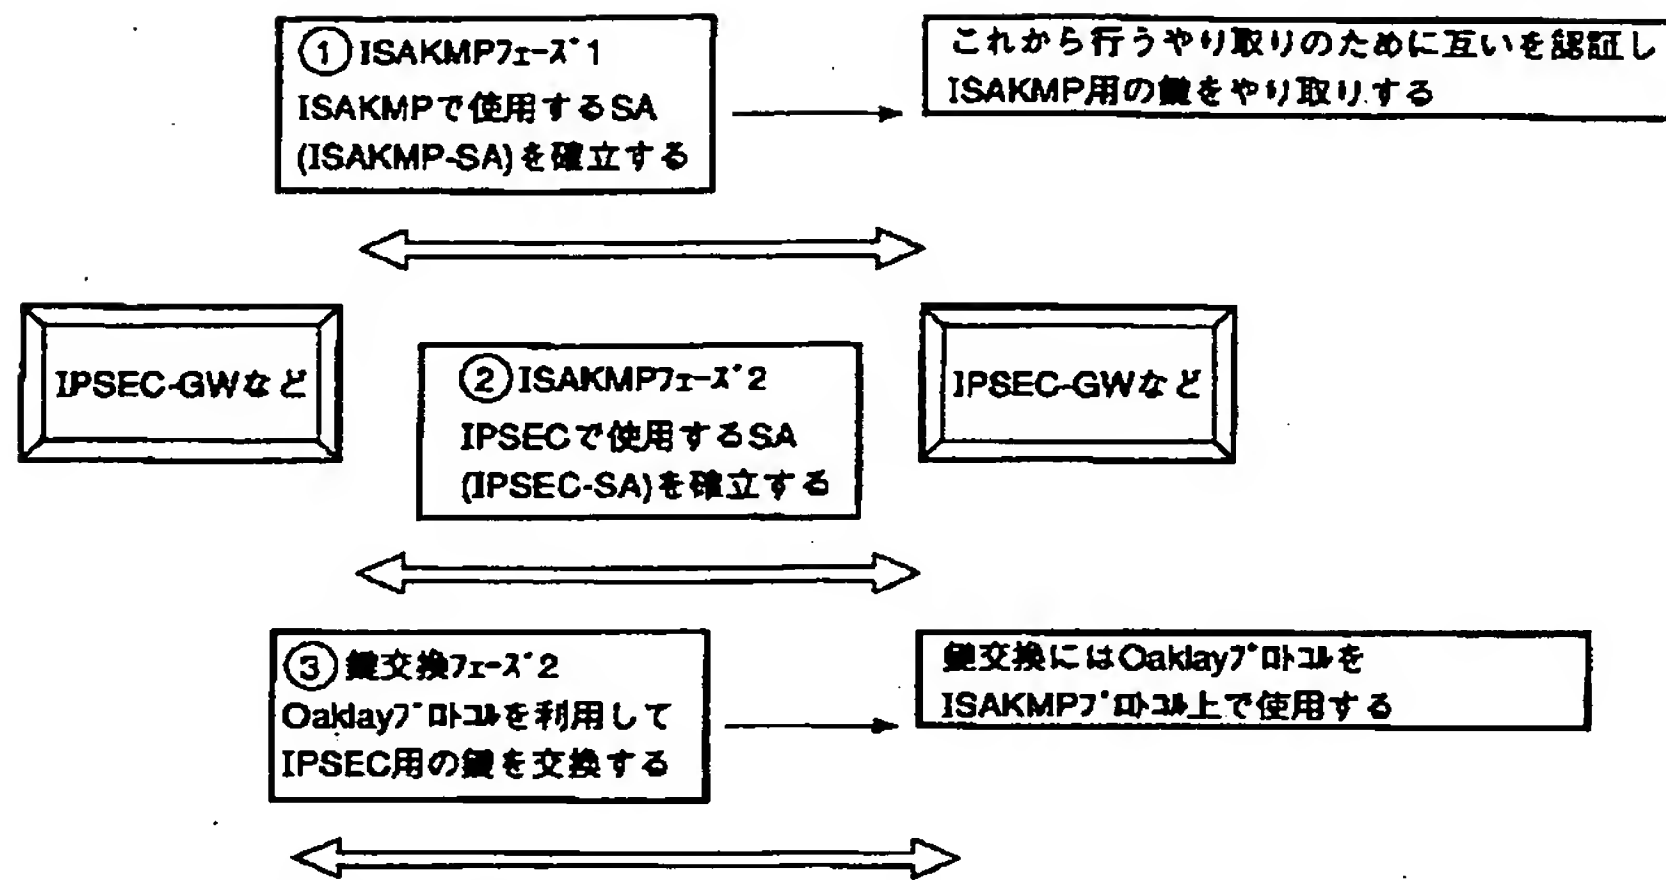 ①ISAKMPフェーズ1
ISAKMPで使用するSA
(ISAKMP-SA)を確立する
これから行うやり取りのために互いを認証し
ISAKMP用の鍵をやり取りする
IPSEC-GWなど
②ISAKMPフェーズ2
IPSECで使用するSA
(IPSEC-SA)を確立する
IPSEC-GWなど
③鍵交換フェーズ2
Oaklayプロトコルを利用して
IPSEC用の鍵を交換する
鍵交換にはOaklayプロトコルを
ISAKMPプロトコル上で使用する